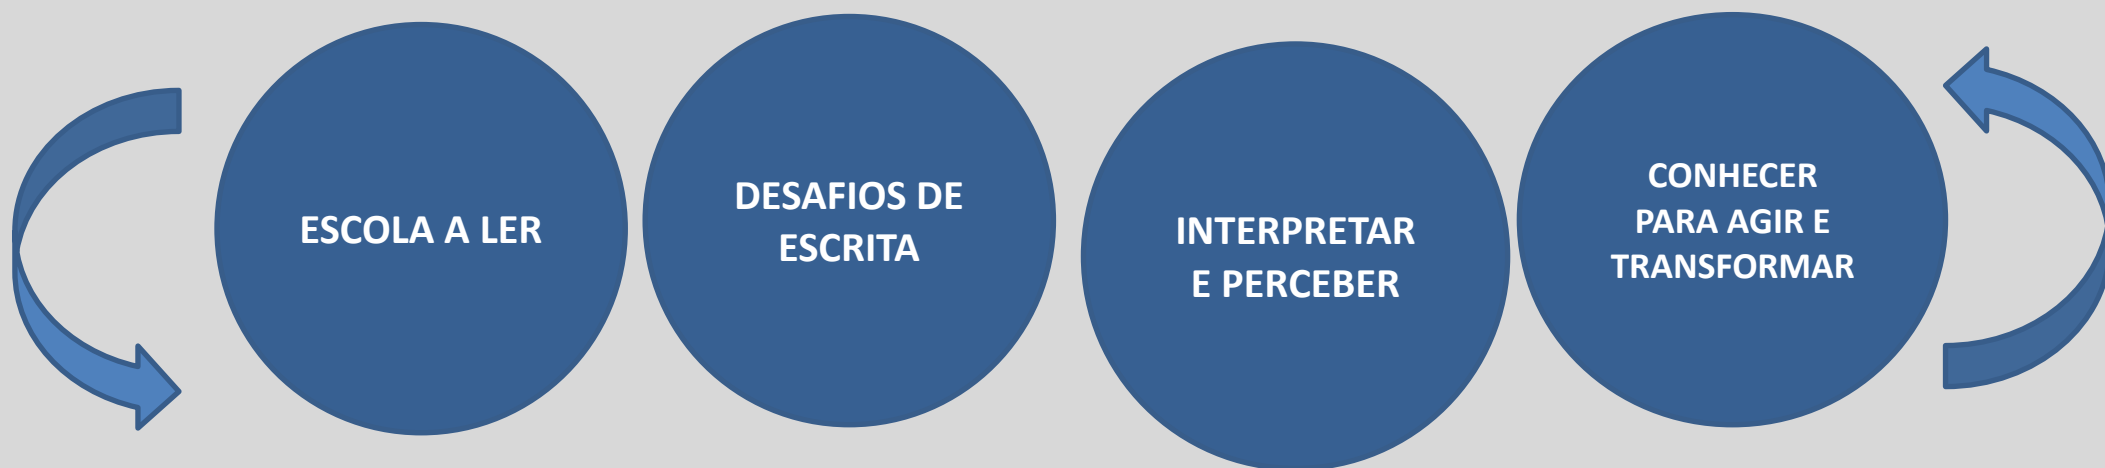 ESCOLA A LER
DESAFIOS DE
ESCRITA
INTERPRETAR
E PERCEBER
CONHECER
PARA AGIR E
TRANSFORMAR